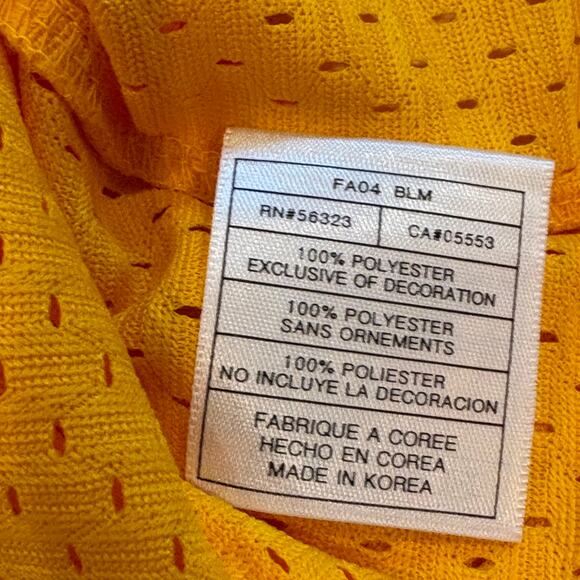 FA04 BLM
RN#56323
CA#05553
100% POLYESTER
EXCLUSIVE OF DECORATION
100% POLYESTER
SANS ORNEMENTS
100% POLIESTER
NO INCLUYE LA DECORACION
FABRIQUE A COREE
HECHO EN COREA
MADE IN KOREA